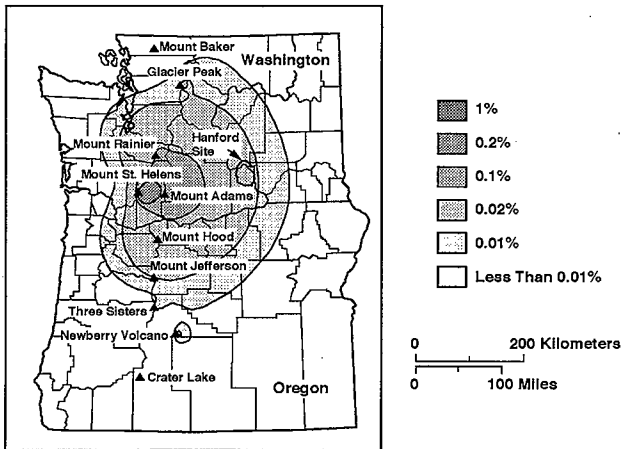 Mount Baker
Washington
Glacier Peak
Mount Rainier
Hanford
Site
Mount St. Helens
Mount Adams
Mount Hood
Mount Jefferson
Three Sisters
Newberry Volcano
Crater Lake
Oregon
1%
0.2%
0.1%
0.02%
0.01%
Less Than 0.01%
0 200 Kilometers
0 100 Miles